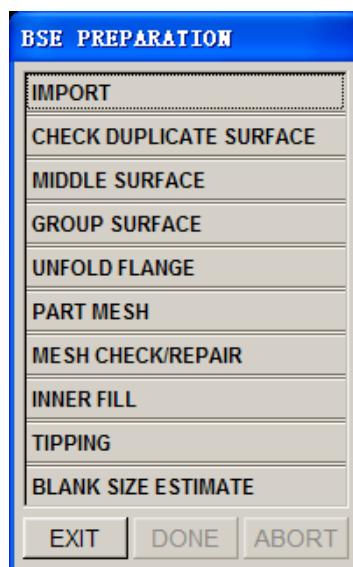 BSE PREPARATION
IMPORT
CHECK DUPLICATE SURFACE
MIDDLE SURFACE
GROUP SURFACE
UNFOLD FLANGE
PART MESH
MESH CHECK/REPAIR
INNER FILL
TIPPING
BLANK SIZE ESTIMATE
EXIT DONE ABORT